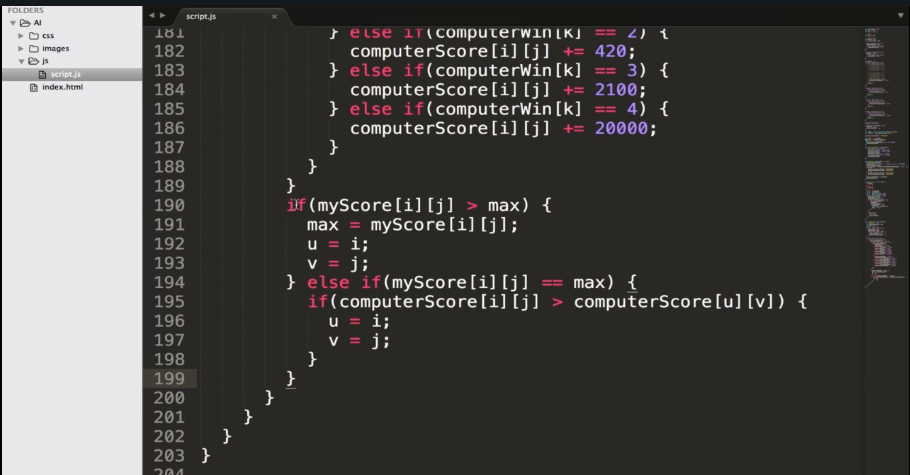 FOLDERS
AI
css
images
js
script.js
index.html
script.js ×
181 } else if(computerWin[k] == 2) {
182 computerScore[i][j] += 420;
183 } else if(computerWin[k] == 3) {
184 computerScore[i][j] += 2100;
185 } else if(computerWin[k] == 4) {
186 computerScore[i][j] += 20000;
187 }
188 }
189 }
190 if(myScore[i][j] > max) {
191 max = myScore[i][j];
192 u = i;
193 v = j;
194 } else if(myScore[i][j] == max) {
195 if(computerScore[i][j] > computerScore[u][v]) {
196 u = i;
197 v = j;
198 }
199 }
200 }
201 }
202 }
203 }
204